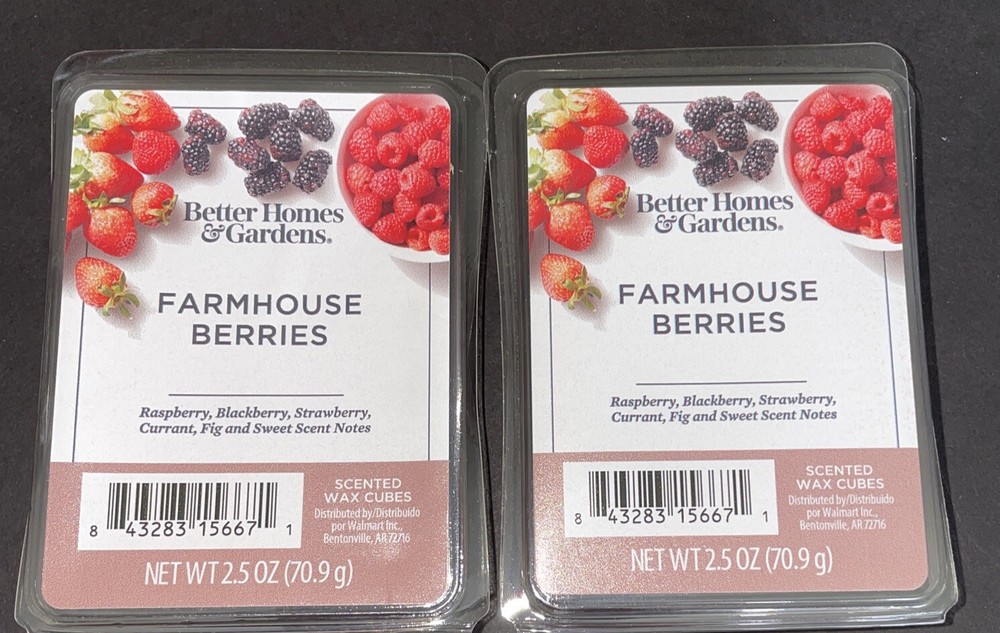 Better Homes
& Gardens®
FARMHOUSE
BERRIES
Raspberry, Blackberry, Strawberry,
Currant, Fig and Sweet Scent Notes
8 43283 15667 1
SCENTED
WAX CUBES
Distributed by/Distribuido
por Walmart Inc.,
Bentonville, AR 72716
NET WT 2.5 OZ (70.9 g)
Better Homes
& Gardens®
FARMHOUSE
BERRIES
Raspberry, Blackberry, Strawberry,
Currant, Fig and Sweet Scent Notes
8 43283 15667 1
SCENTED
WAX CUBES
Distributed by/Distribuido
por Walmart Inc.,
Bentonville, AR 72716
NET WT 2.5 OZ (70.9 g)